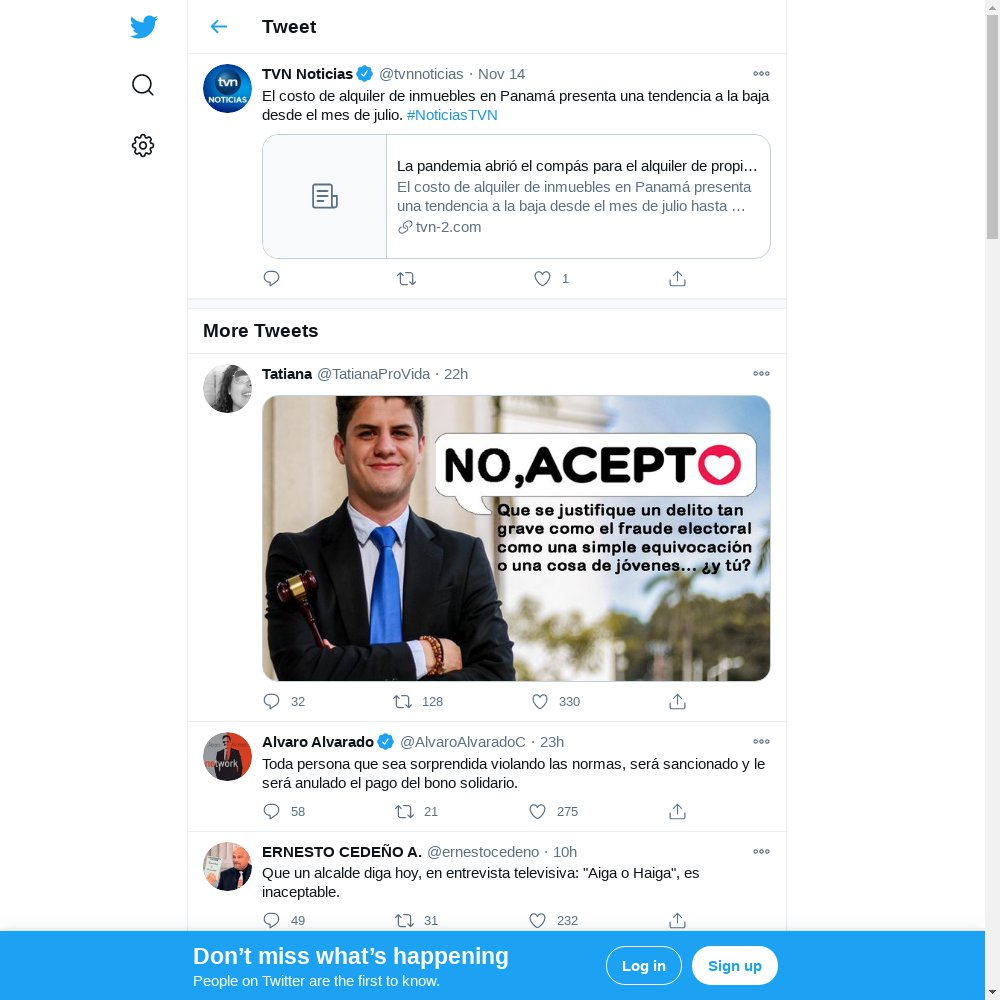 Tweet
TVN Noticias @tvnnoticias · Nov 14
tvn
NOTICIAS
El costo de alquiler de inmuebles en Panamá presenta una tendencia a la baja
desde el mes de julio. #NoticiasTVN
La pandemia abrió el compás para el alquiler de propi…
El costo de alquiler de inmuebles en Panamá presenta
una tendencia a la baja desde el mes de julio hasta …
tvn-2.com
1
More Tweets
Tatiana @TatianaProVida · 22h
NO,ACEPTO
Que se justifique un delito tan
grave como el fraude electoral
como una simple equivocación
o una cosa de jóvenes... ¿y tú?
32 128 330
Alvaro Alvarado @AlvaroAlvaradoC · 23h
Toda persona que sea sorprendida violando las normas, será sancionado y le
será anulado el pago del bono solidario.
58 21 275
ERNESTO CEDEÑO A. @ernestocedeno · 10h
Que un alcalde diga hoy, en entrevista televisiva: "Aiga o Haiga", es
inaceptable.
49 31 232
Don’t miss what’s happening
People on Twitter are the first to know.
Log in
Sign up